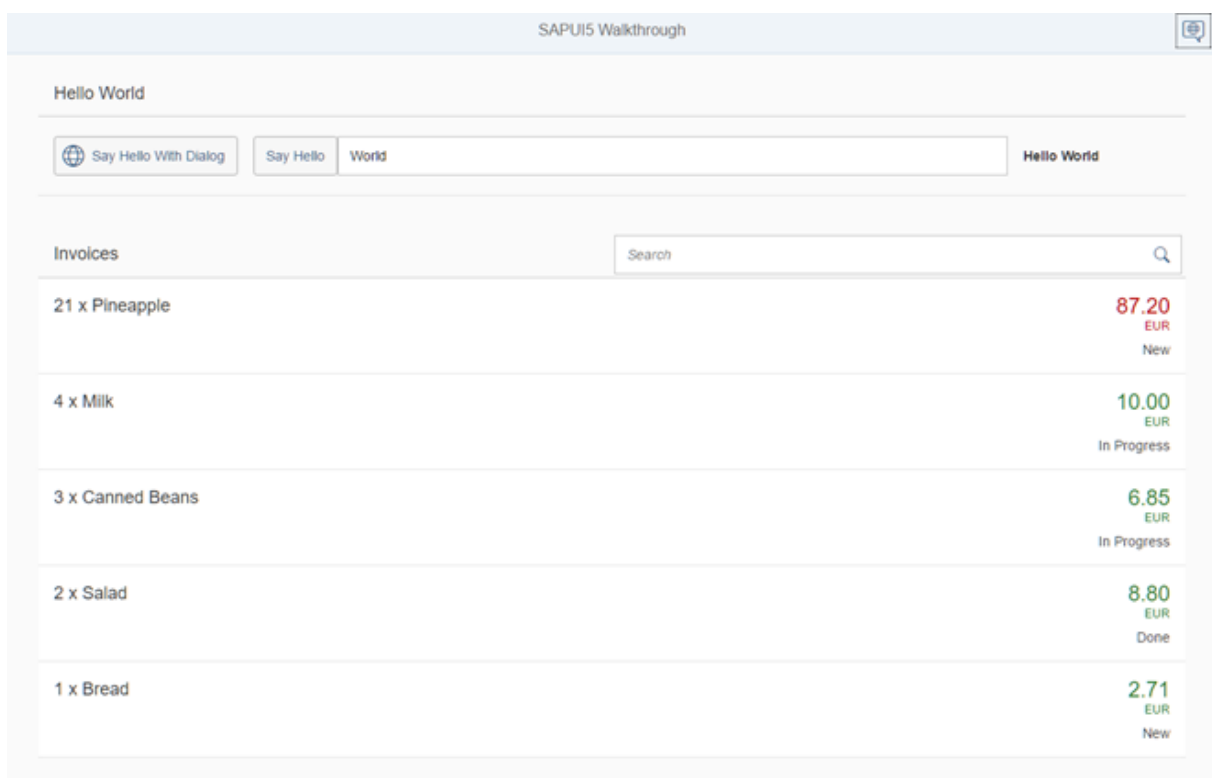 SAPUI5 Walkthrough
Hello World
Say Hello With Dialog Say Hello World Hello World
Invoices Search
21 x Pineapple 87.20
EUR
New
4 x Milk 10.00
EUR
In Progress
3 x Canned Beans 6.85
EUR
In Progress
2 x Salad 8.80
EUR
Done
1 x Bread 2.71
EUR
New